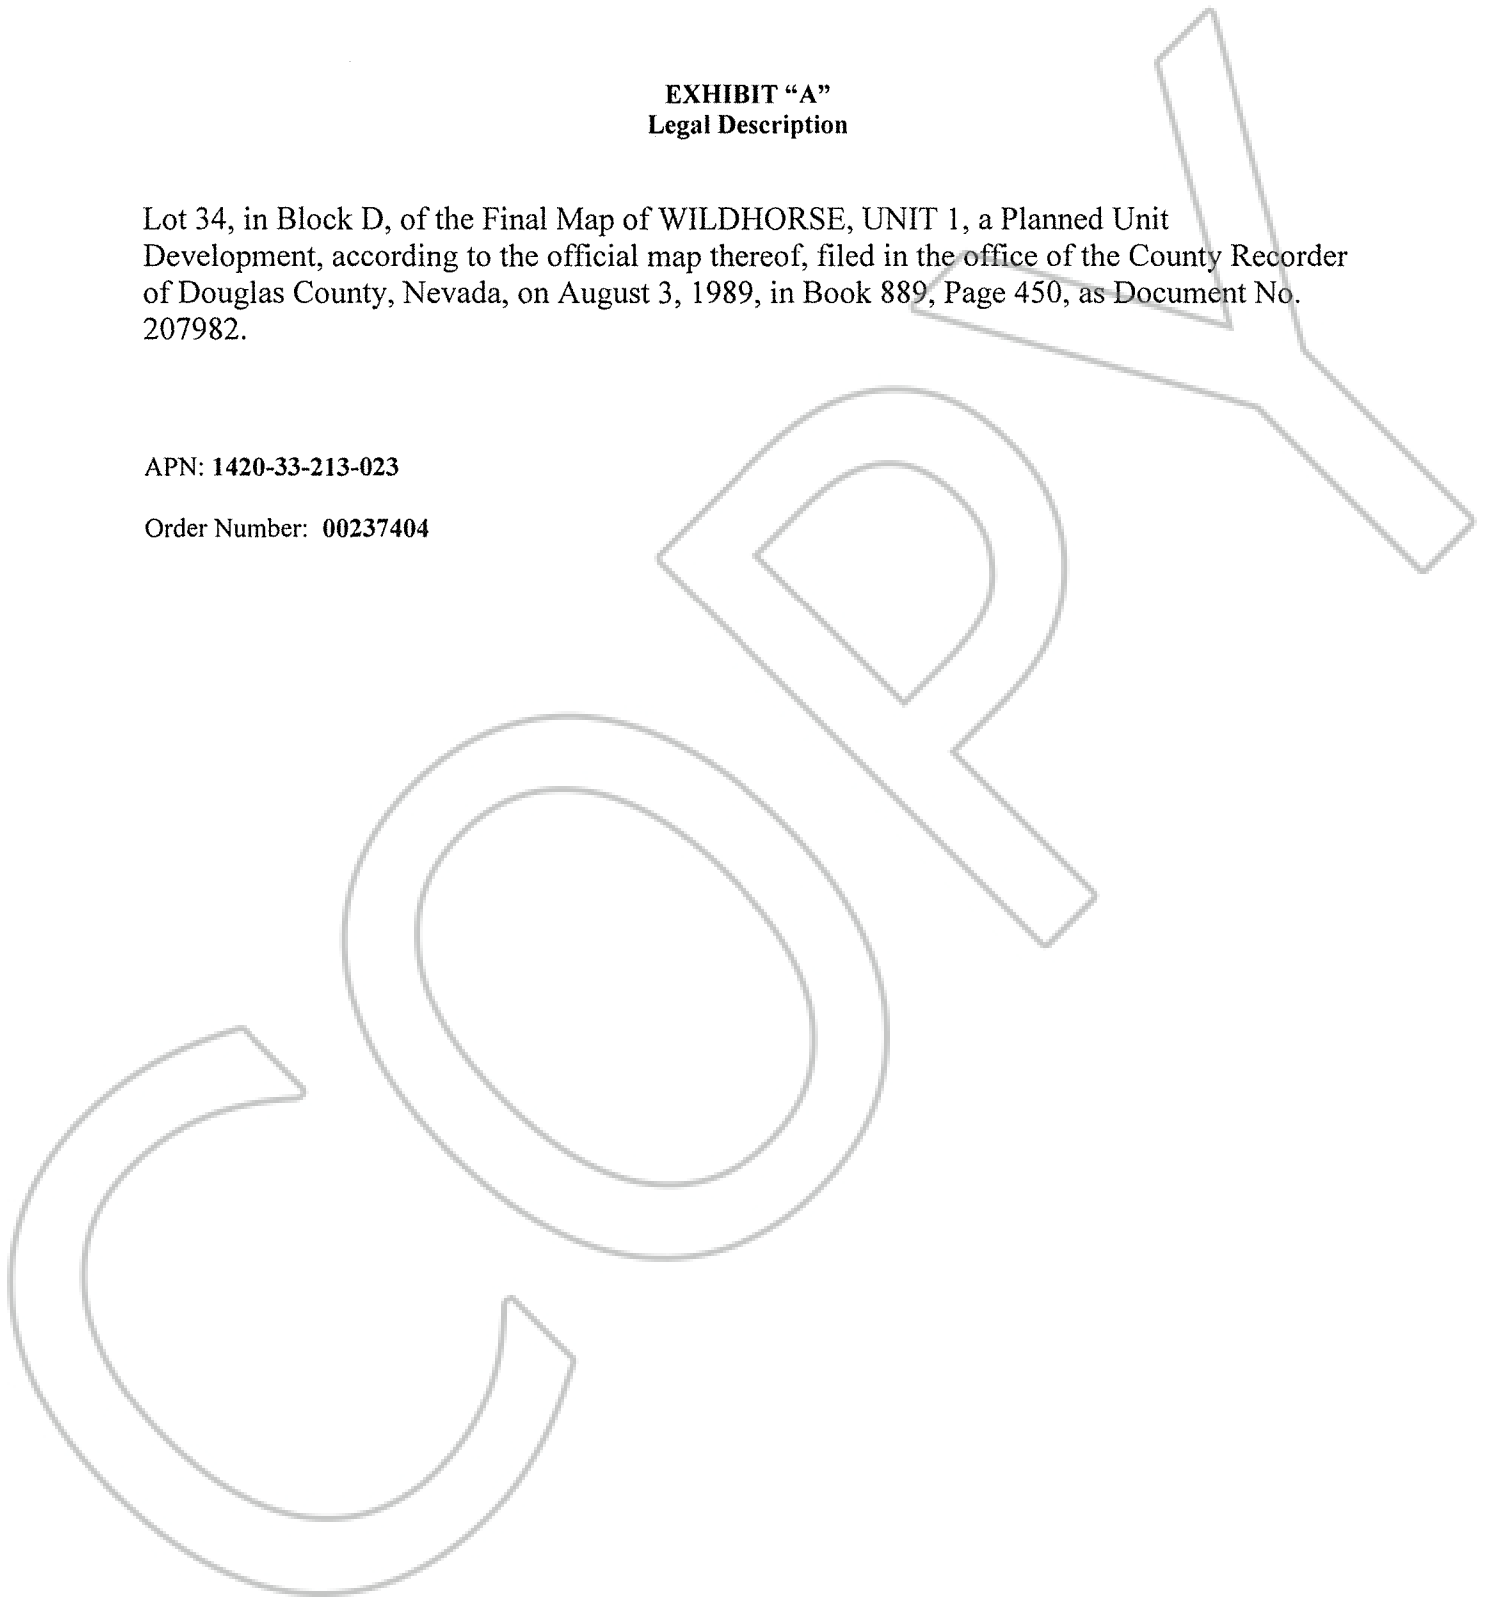 EXHIBIT “A”
Legal Description
Lot 34, in Block D, of the Final Map of WILDHORSE, UNIT 1, a Planned Unit
Development, according to the official map thereof, filed in the office of the County Recorder
of Douglas County, Nevada, on August 3, 1989, in Book 889, Page 450, as Document No.
207982.
APN: 1420-33-213-023
Order Number: 00237404
COPY